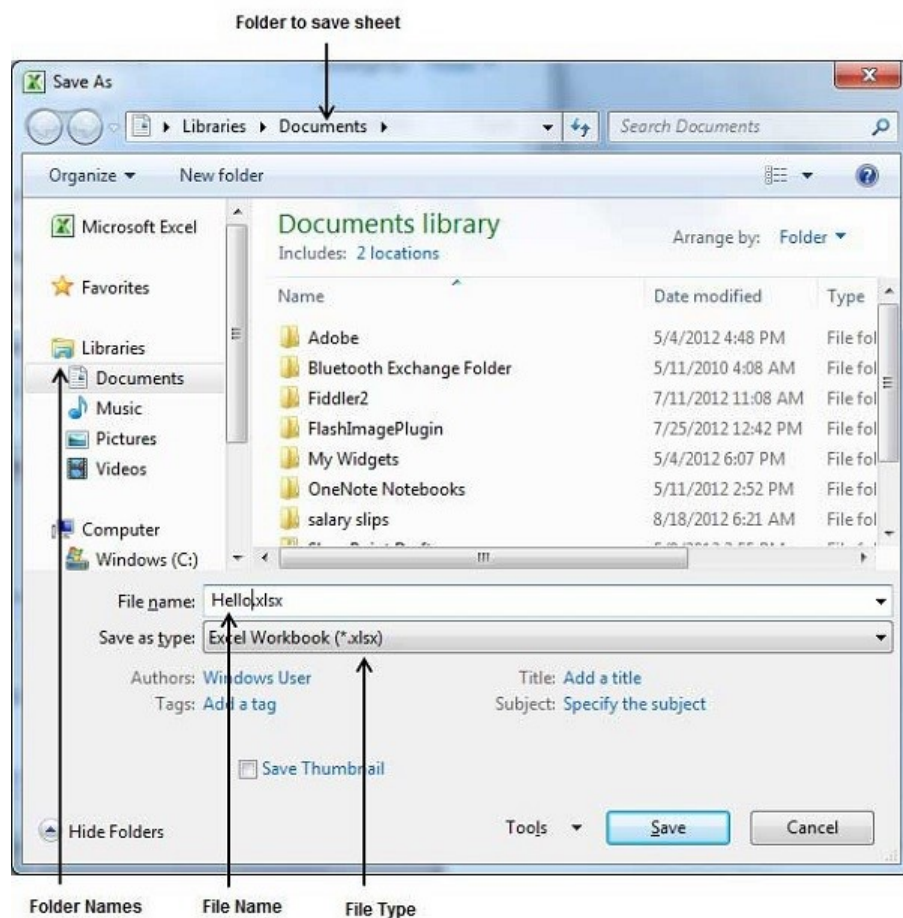 Folder to save sheet
Save As
Libraries Documents
Search Documents
Organize New folder
Microsoft Excel
Favorites
Libraries
Documents
Music
Pictures
Videos
Computer
Windows (C:)
Documents library
Includes: 2 locations
Arrange by: Folder
Name Date modified Type
Adobe 5/4/2012 4:48 PM File fol
Bluetooth Exchange Folder 5/11/2010 4:08 AM File fol
Fiddler2 7/11/2012 11:08 AM File fol
FlashImagePlugin 7/25/2012 12:42 PM File fol
My Widgets 5/4/2012 6:07 PM File fol
OneNote Notebooks 5/11/2012 2:52 PM File fol
salary slips 8/18/2012 6:21 AM File fol
File name: Hello.xlsx
Save as type: Excel Workbook (*.xlsx)
Authors: Windows User Title: Add a title
Tags: Add a tag Subject: Specify the subject
Save Thumbnail
Hide Folders Tools Save Cancel
Folder Names File Name File Type